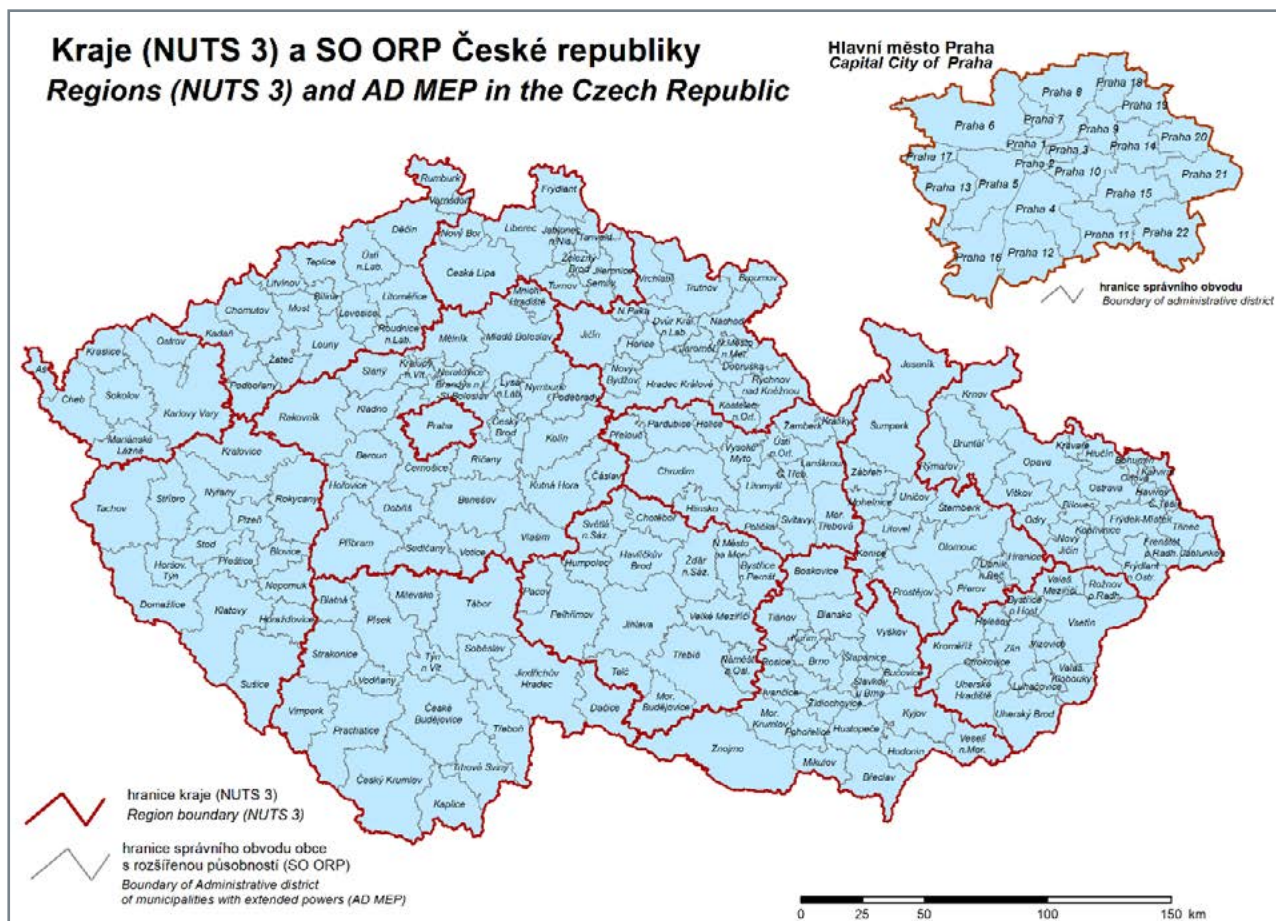 Kraje (NUTS 3) a SO ORP České republiky
Regions (NUTS 3) and AD MEP in the Czech Republic
Hlavní město Praha
Capital City of Praha
Praha 18
Praha 8
Praha 19
Praha 6
Praha 7
Praha 9
Praha 20
Praha 1
Praha 3
Praha 14
Praha 17
Praha 2
Praha 10
Praha 21
Praha 13
Praha 5
Praha 15
Praha 4
Praha 11
Praha 22
Praha 16
Praha 12
hranice správního obvodu
Boundary of administrative district
Rumburk
Varnsdorf
Frýdlant
Děčín
Nový Bor
Liberec
Jablonec
n.Nis.
Tanvald
Teplice
Ústí
n.Lab.
Česká Lípa
Železný
Brod
Jilemnice
Semily
Turnov
Vrchlabí
Trutnov
Broumov
Litvínov
Bílina
Most
Litoměřice
Lovosice
Roudnice
n.Lab.
Mnich.
Hradiště
Chomutov
Kadaň
Louny
Žatec
Podbořany
Mělník
Mladá Boleslav
Jičín
N.Paka
Dvůr Král.
n.Lab.
Náchod
Hořice
Jaroměř
N.Město
n.Met.
Dobruška
Nový
Bydžov
Hradec Králové
Rychnov
nad Kněžnou
Kostelec
n.Orl.
Kraslice
Ostrov
Aš
Cheb
Sokolov
Karlovy Vary
Mariánské
Lázně
Slaný
Kralupy
n.Vlt.
Neratovice
Brandýs n.L.
St.Boleslav
Lysá
n.Lab.
Nymburk
Poděbrady
Rakovník
Kladno
Praha
Český
Brod
Kolín
Beroun
Černošice
Říčany
Kutná Hora
Čáslav
Hořovice
Dobříš
Benešov
Příbram
Sedlčany
Votice
Vlašim
Jeseník
Krnov
Šumperk
Bruntál
Rýmařov
Opava
Kravaře
Hlučín
Bohumín
Orlová
Karviná
Havířov
Č.Těš.
Ostrava
Vítkov
Bílovec
Odry
Kopřivnice
Nový
Jičín
Frýdek-Místek
Třinec
Frenštát
p.Radh.
Jablunkov
Frýdlant
n.Ostr.
Přelouč
Pardubice
Holice
Žamberk
Králíky
Vysoké
Mýto
Ústí
n.Orl.
Lanškroun
Č.Třeb.
Chrudim
Litomyšl
Hlinsko
Polička
Svitavy
Mor.
Třebová
Zábřeh
Mohelnice
Uničov
Šternberk
Litovel
Olomouc
Konice
Hranice
Lipník
n.Beč.
Prostějov
Přerov
Kralovice
Tachov
Stříbro
Nýřany
Rokycany
Plzeň
Stod
Blovice
Přeštice
Horšov.
Týn
Nepomuk
Domažlice
Klatovy
Horažďovice
Sušice
Světlá
n.Sáz.
Chotěboř
Havlíčkův
Brod
Humpolec
Žďár
n.Sáz.
N.Město
na Mor.
Bystřice
n.Pernšt.
Pacov
Pelhřimov
Jihlava
Velké Meziříčí
Třebíč
Náměšť
n.Osl.
Telč
Mor.
Budějovice
Blatná
Milevsko
Tábor
Písek
Strakonice
Soběslav
Týn
n.Vlt.
Vodňany
Jindřichův
Hradec
Dačice
Vimperk
České
Budějovice
Prachatice
Třeboň
Trhové Sviny
Český Krumlov
Kaplice
Boskovice
Tišnov
Blansko
Kuřim
Vyškov
Rosice
Brno
Šlapanice
Bučovice
Slavkov
u Brna
Ivančice
Židlochovice
Mor.
Krumlov
Pohořelice
Hustopeče
Kyjov
Znojmo
Hodonín
Veselí
n.Mor.
Mikulov
Břeclav
Valaš.
Meziříčí
Rožnov
p.Radh.
Bystřice
p.Host.
Holešov
Vsetín
Kroměříž
Zlín
Vizovice
Otrokovice
Valaš.
Klobouky
Uherské
Hradiště
Luhačovice
Uherský Brod
hranice kraje (NUTS 3)
Region boundary (NUTS 3)
hranice správního obvodu obce
s rozšířenou působností (SO ORP)
Boundary of Administrative district
of municipalities with extended powers (AD MEP)
0 25 50 100 150 km